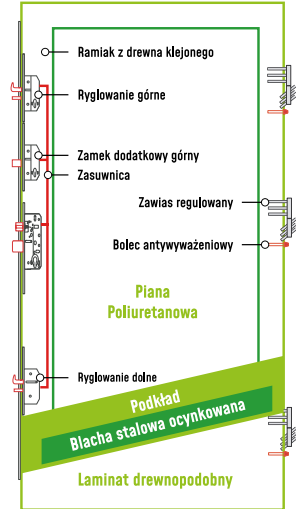 Ramiak z drewna klejonego
Ryglowanie górne
Zamek dodatkowy górny
Zasuwnica
Zawias regulowany
Bolec antywyważeniowy
Piana
Poliuretanowa
Ryglowanie dolne
Podkład
Blacha stalowa ocynkowana
Laminat drewnopodobny